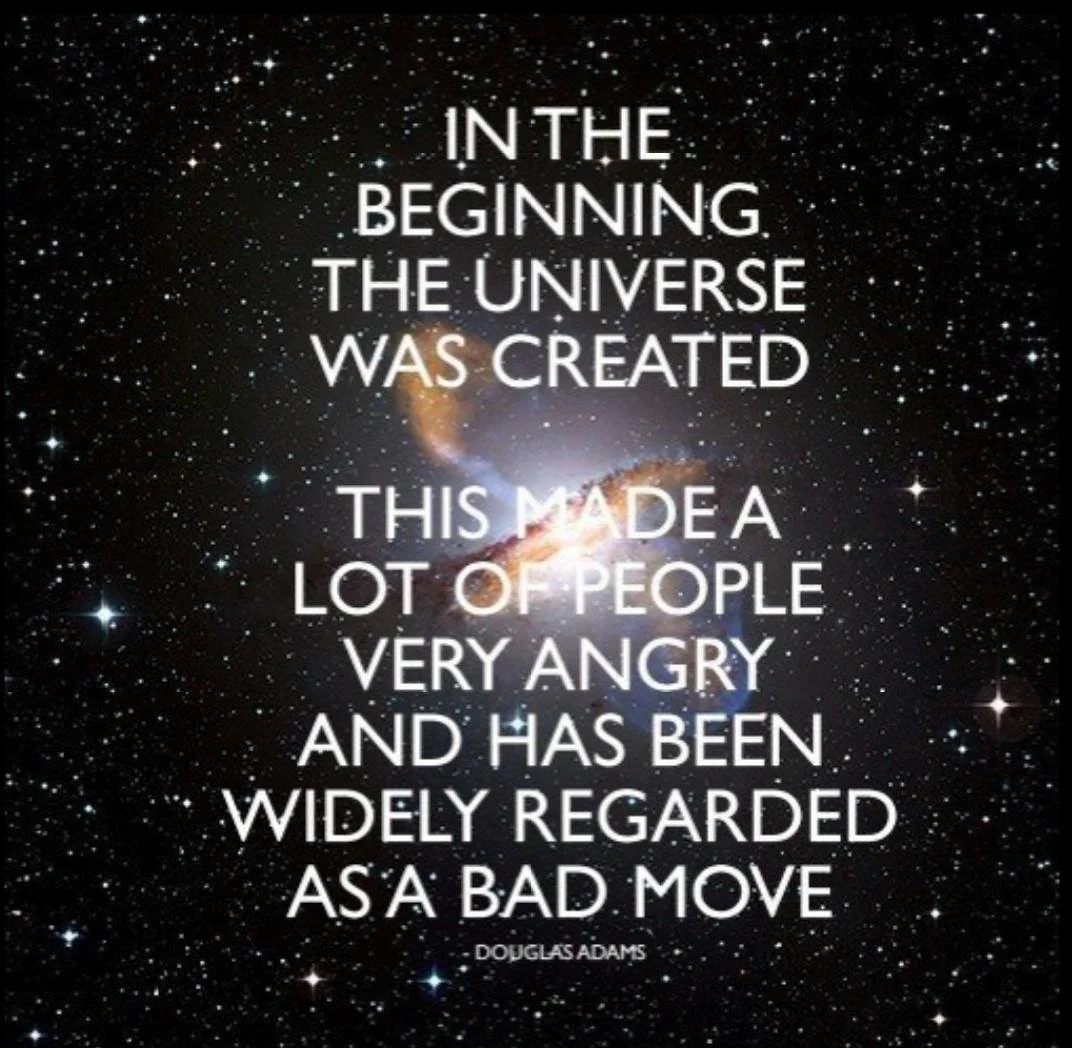 IN THE
BEGINNING
THE UNIVERSE
WAS CREATED
THIS MADE A
LOT OF PEOPLE
VERY ANGRY
AND HAS BEEN
WIDELY REGARDED
AS A BAD MOVE
DOUGLAS ADAMS